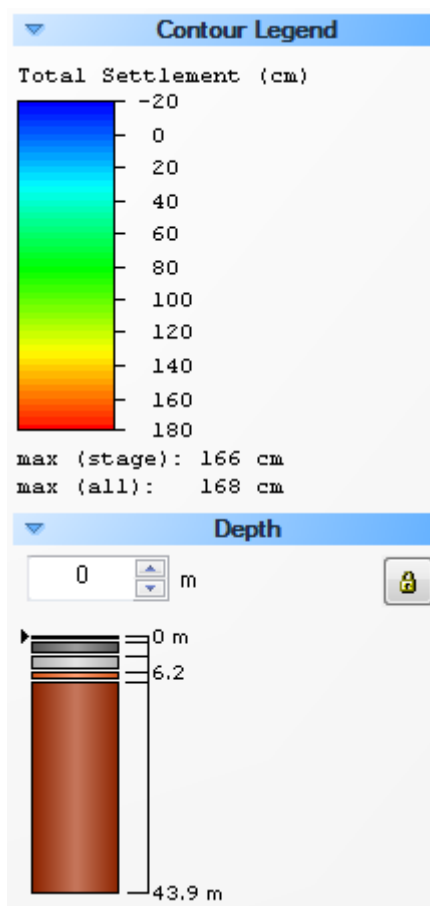 Contour Legend
Total Settlement (cm)
-20
0
20
40
60
80
100
120
140
160
180
max (stage): 166 cm
max (all): 168 cm
Depth
0 m
0 m
6.2
43.9 m